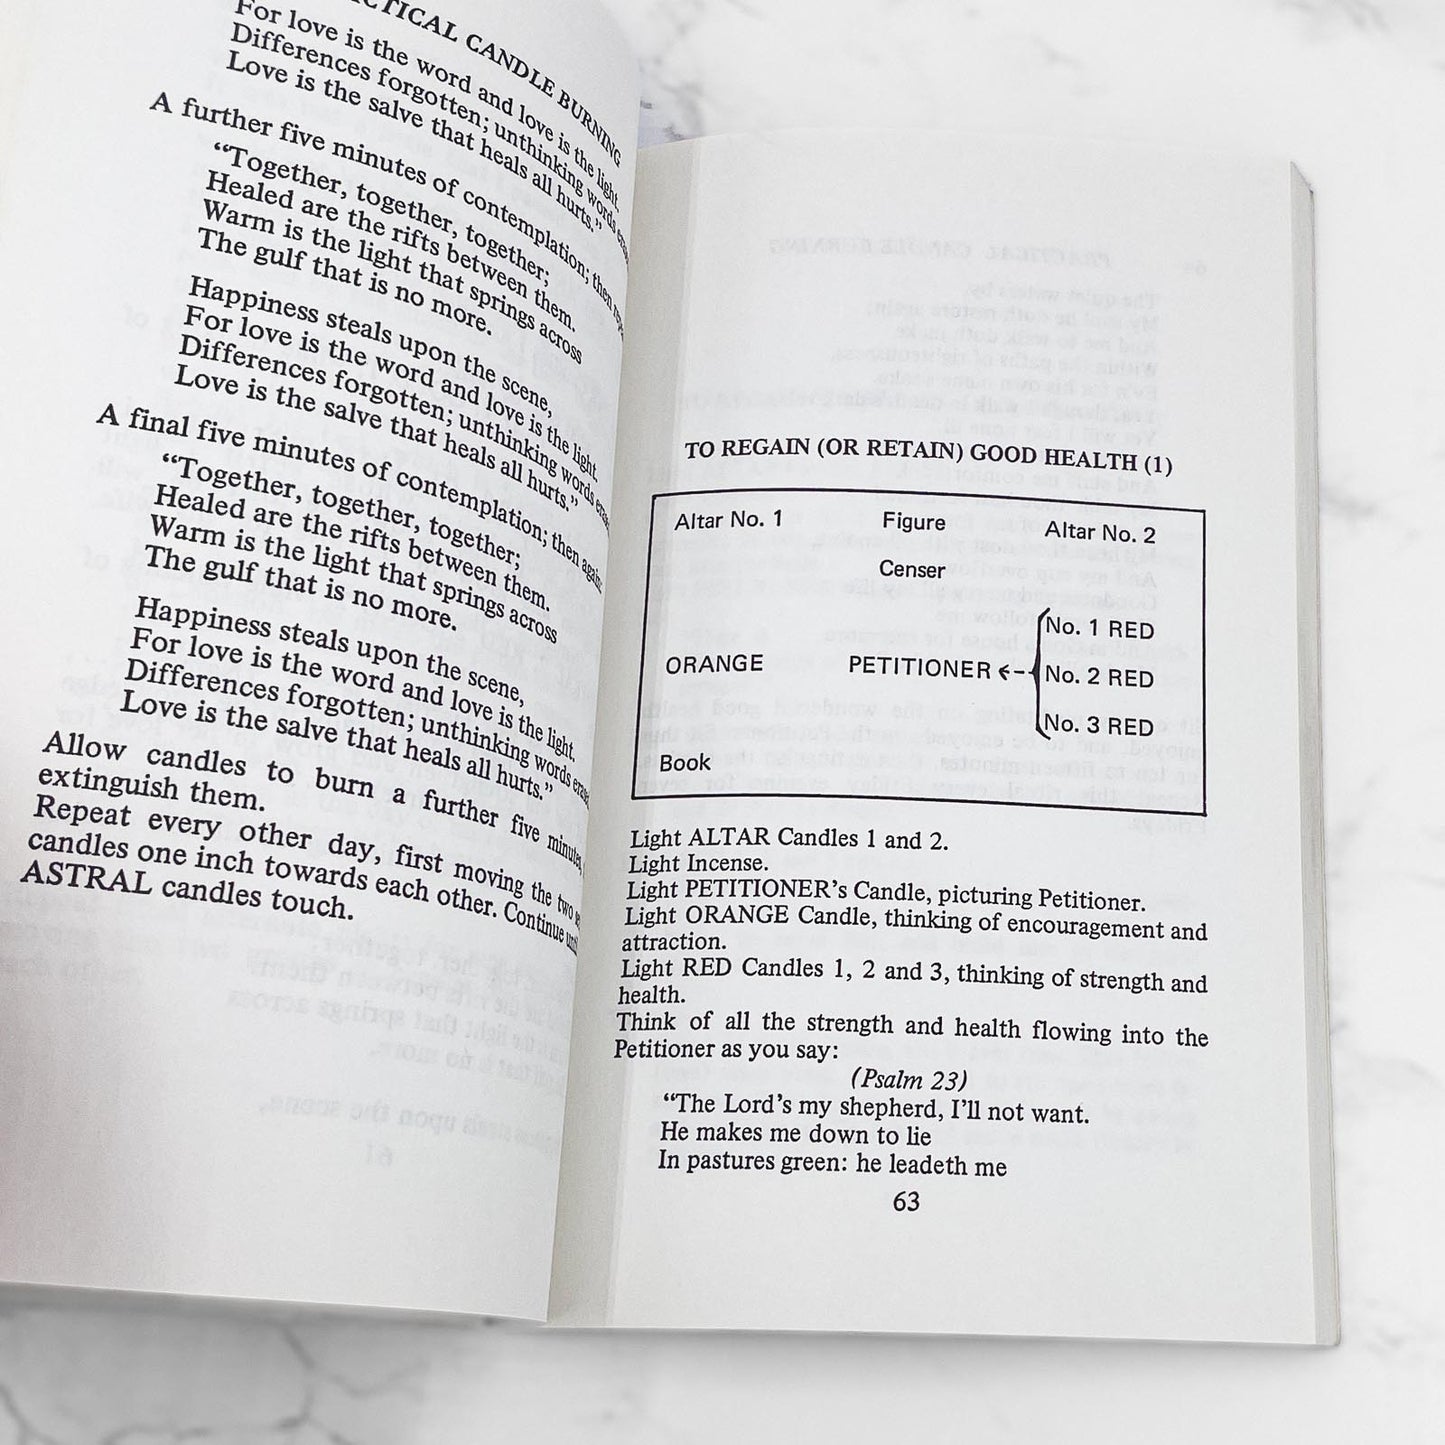 CANDLE BURNING
For love is the word and love is the light.
Differences forgotten; unthinking words
Love is the salve that heals all hurts.”
A further five minutes of contemplation; then
“Together, together, together;
Healed are the rifts between them.
Warm is the light that springs across
The gulf that is no more.
Happiness steals upon the scene,
For love is the word and love is the light.
Differences forgotten; unthinking words
Love is the salve that heals all hurts.”
A final five minutes of contemplation; then again:
“Together, together, together;
Healed are the rifts between them.
Warm is the light that springs across
The gulf that is no more.
Happiness steals upon the scene,
For love is the word and love is the light.
Differences forgotten; unthinking words
Love is the salve that heals all hurts.”
Allow candles to burn a further five minutes,
extinguish them.
Repeat every other day, first moving the two
candles one inch towards each other. Continue until
ASTRAL candles touch.
TO REGAIN (OR RETAIN) GOOD HEALTH (1)
Altar No. 1 Figure Altar No. 2
Censer
No. 1 RED
ORANGE PETITIONER No. 2 RED
No. 3 RED
Book
Light ALTAR Candles 1 and 2.
Light Incense.
Light PETITIONER’s Candle, picturing Petitioner.
Light ORANGE Candle, thinking of encouragement and
attraction.
Light RED Candles 1, 2 and 3, thinking of strength and
health.
Think of all the strength and health flowing into the
Petitioner as you say:
(Psalm 23)
“The Lord’s my shepherd, I’ll not want.
He makes me down to lie
In pastures green: he leadeth me
63